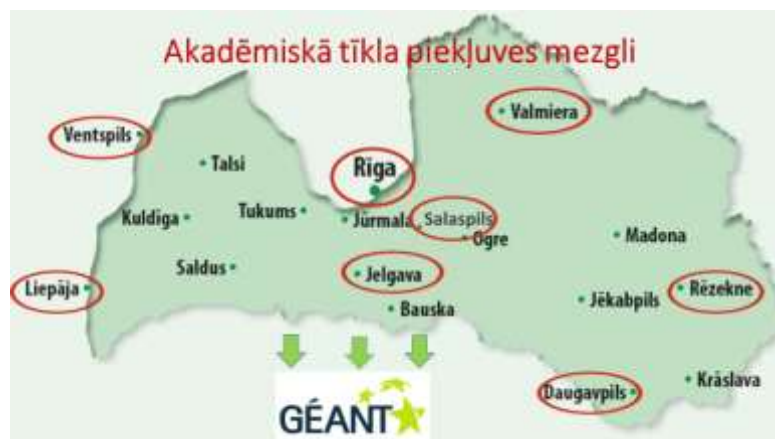 Akadēmiskā tīkla piekļuves mezgli
Valmiera
Ventspils
Talsi
Rīga
Kuldīga
Tukums
Jūrmala
Salaspils
Ogre
Madona
Saldus
Jelgava
Liepāja
Rēzekne
Jēkabpils
Bauska
Krāslava
Daugavpils
GÉANT